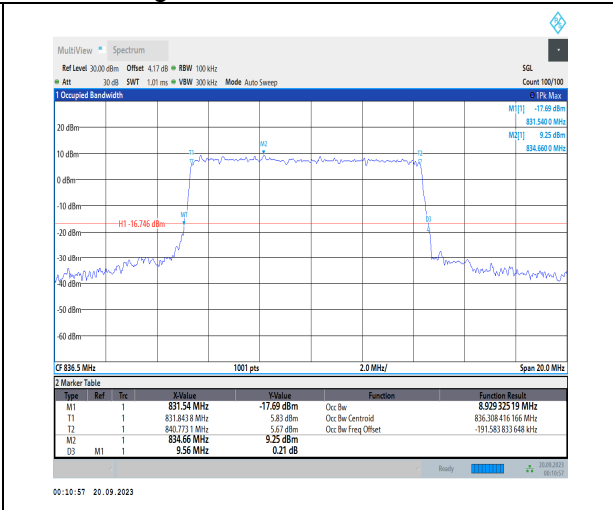 MultiView * Spectrum
Ref Level 30.00 dBm Offset 4.17 dB RBW 100 kHz SGL
Att 30 dB SWT 1.01 ms VBW 300 kHz Mode Auto Sweep Count 100/100
1 Occupied Bandwidth 1Pk Max
M1[1] -17.69 dBm
831.540 0 MHz
M2[1] 9.25 dBm
834.660 0 MHz
20 dBm
M2
10 dBm T1 T2
0 dBm
-10 dBm
M1 D3
H1 -16.746 dBm
-20 dBm
-30 dBm
-40 dBm
-50 dBm
-60 dBm
CF 836.5 MHz 1001 pts 2.0 MHz/ Span 20.0 MHz
2 Marker Table
Type Ref Trc X-Value Y-Value Function Function Result
M1 1 831.54 MHz -17.69 dBm Occ Bw 8.929 325 19 MHz
T1 1 831.843 8 MHz 5.83 dBm Occ Bw Centroid 836.308 416 166 MHz
T2 1 840.773 1 MHz 5.67 dBm Occ Bw Freq Offset -191.583 833 648 kHz
M2 1 834.66 MHz 9.25 dBm
D3 M1 1 9.56 MHz 0.21 dB
Ready 20.09.2023
00:10:57
00:10:57 20.09.2023